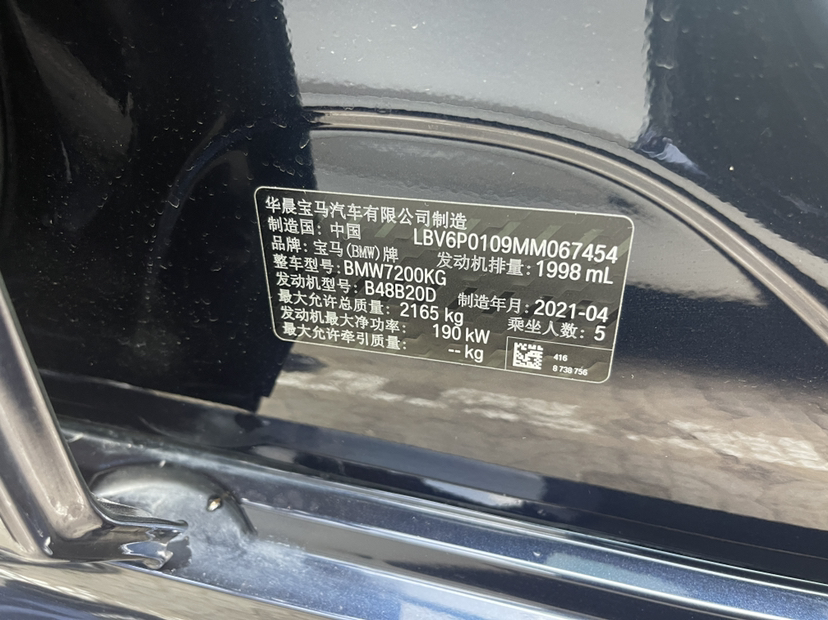 华晨宝马汽车有限公司制造
制造国: 中国 LBV6P0109MM067454
品牌: 宝马(BMW)牌 发动机排量: 1998 mL
整车型号: BMW7200KG
发动机型号: B48B20D 制造年月: 2021-04
最大允许总质量: 2165 kg 乘坐人数: 5
发动机最大净功率: 190 kW
最大允许牵引质量: -- kg
416
8 738 756